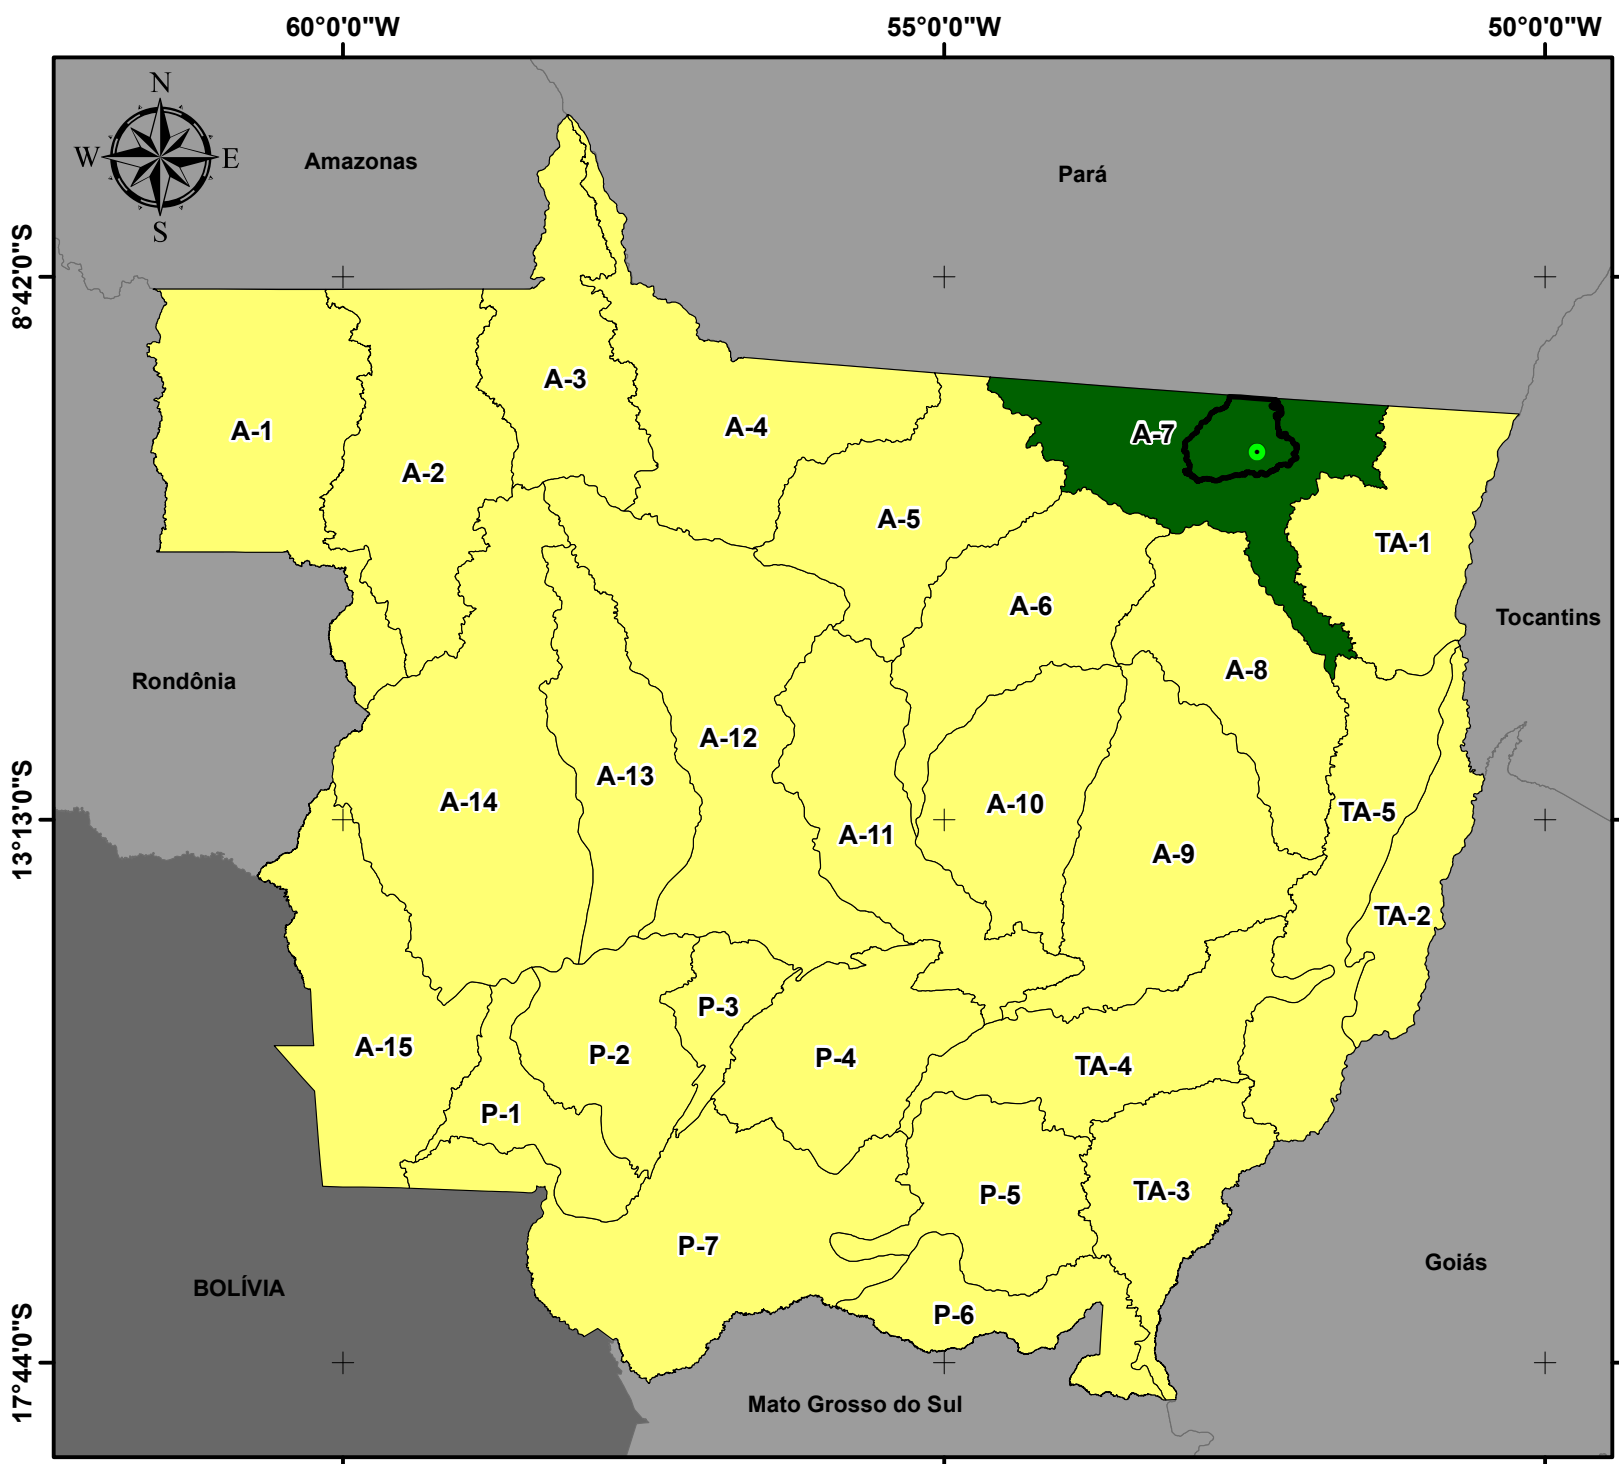 60°0'0"W
55°0'0"W
50°0'0"W
N
W
E
S
Amazonas
Pará
8°42'0"S
A-3
A-7
A-4
A-1
A-2
A-5
TA-1
A-6
Tocantins
A-8
Rondônia
A-12
A-13
A-14
A-10
TA-5
13°13'0"S
A-11
A-9
TA-2
P-3
A-15
P-2
P-4
TA-4
P-1
TA-3
P-5
P-7
Goiás
BOLÍVIA
P-6
17°44'0"S
Mato Grosso do Sul